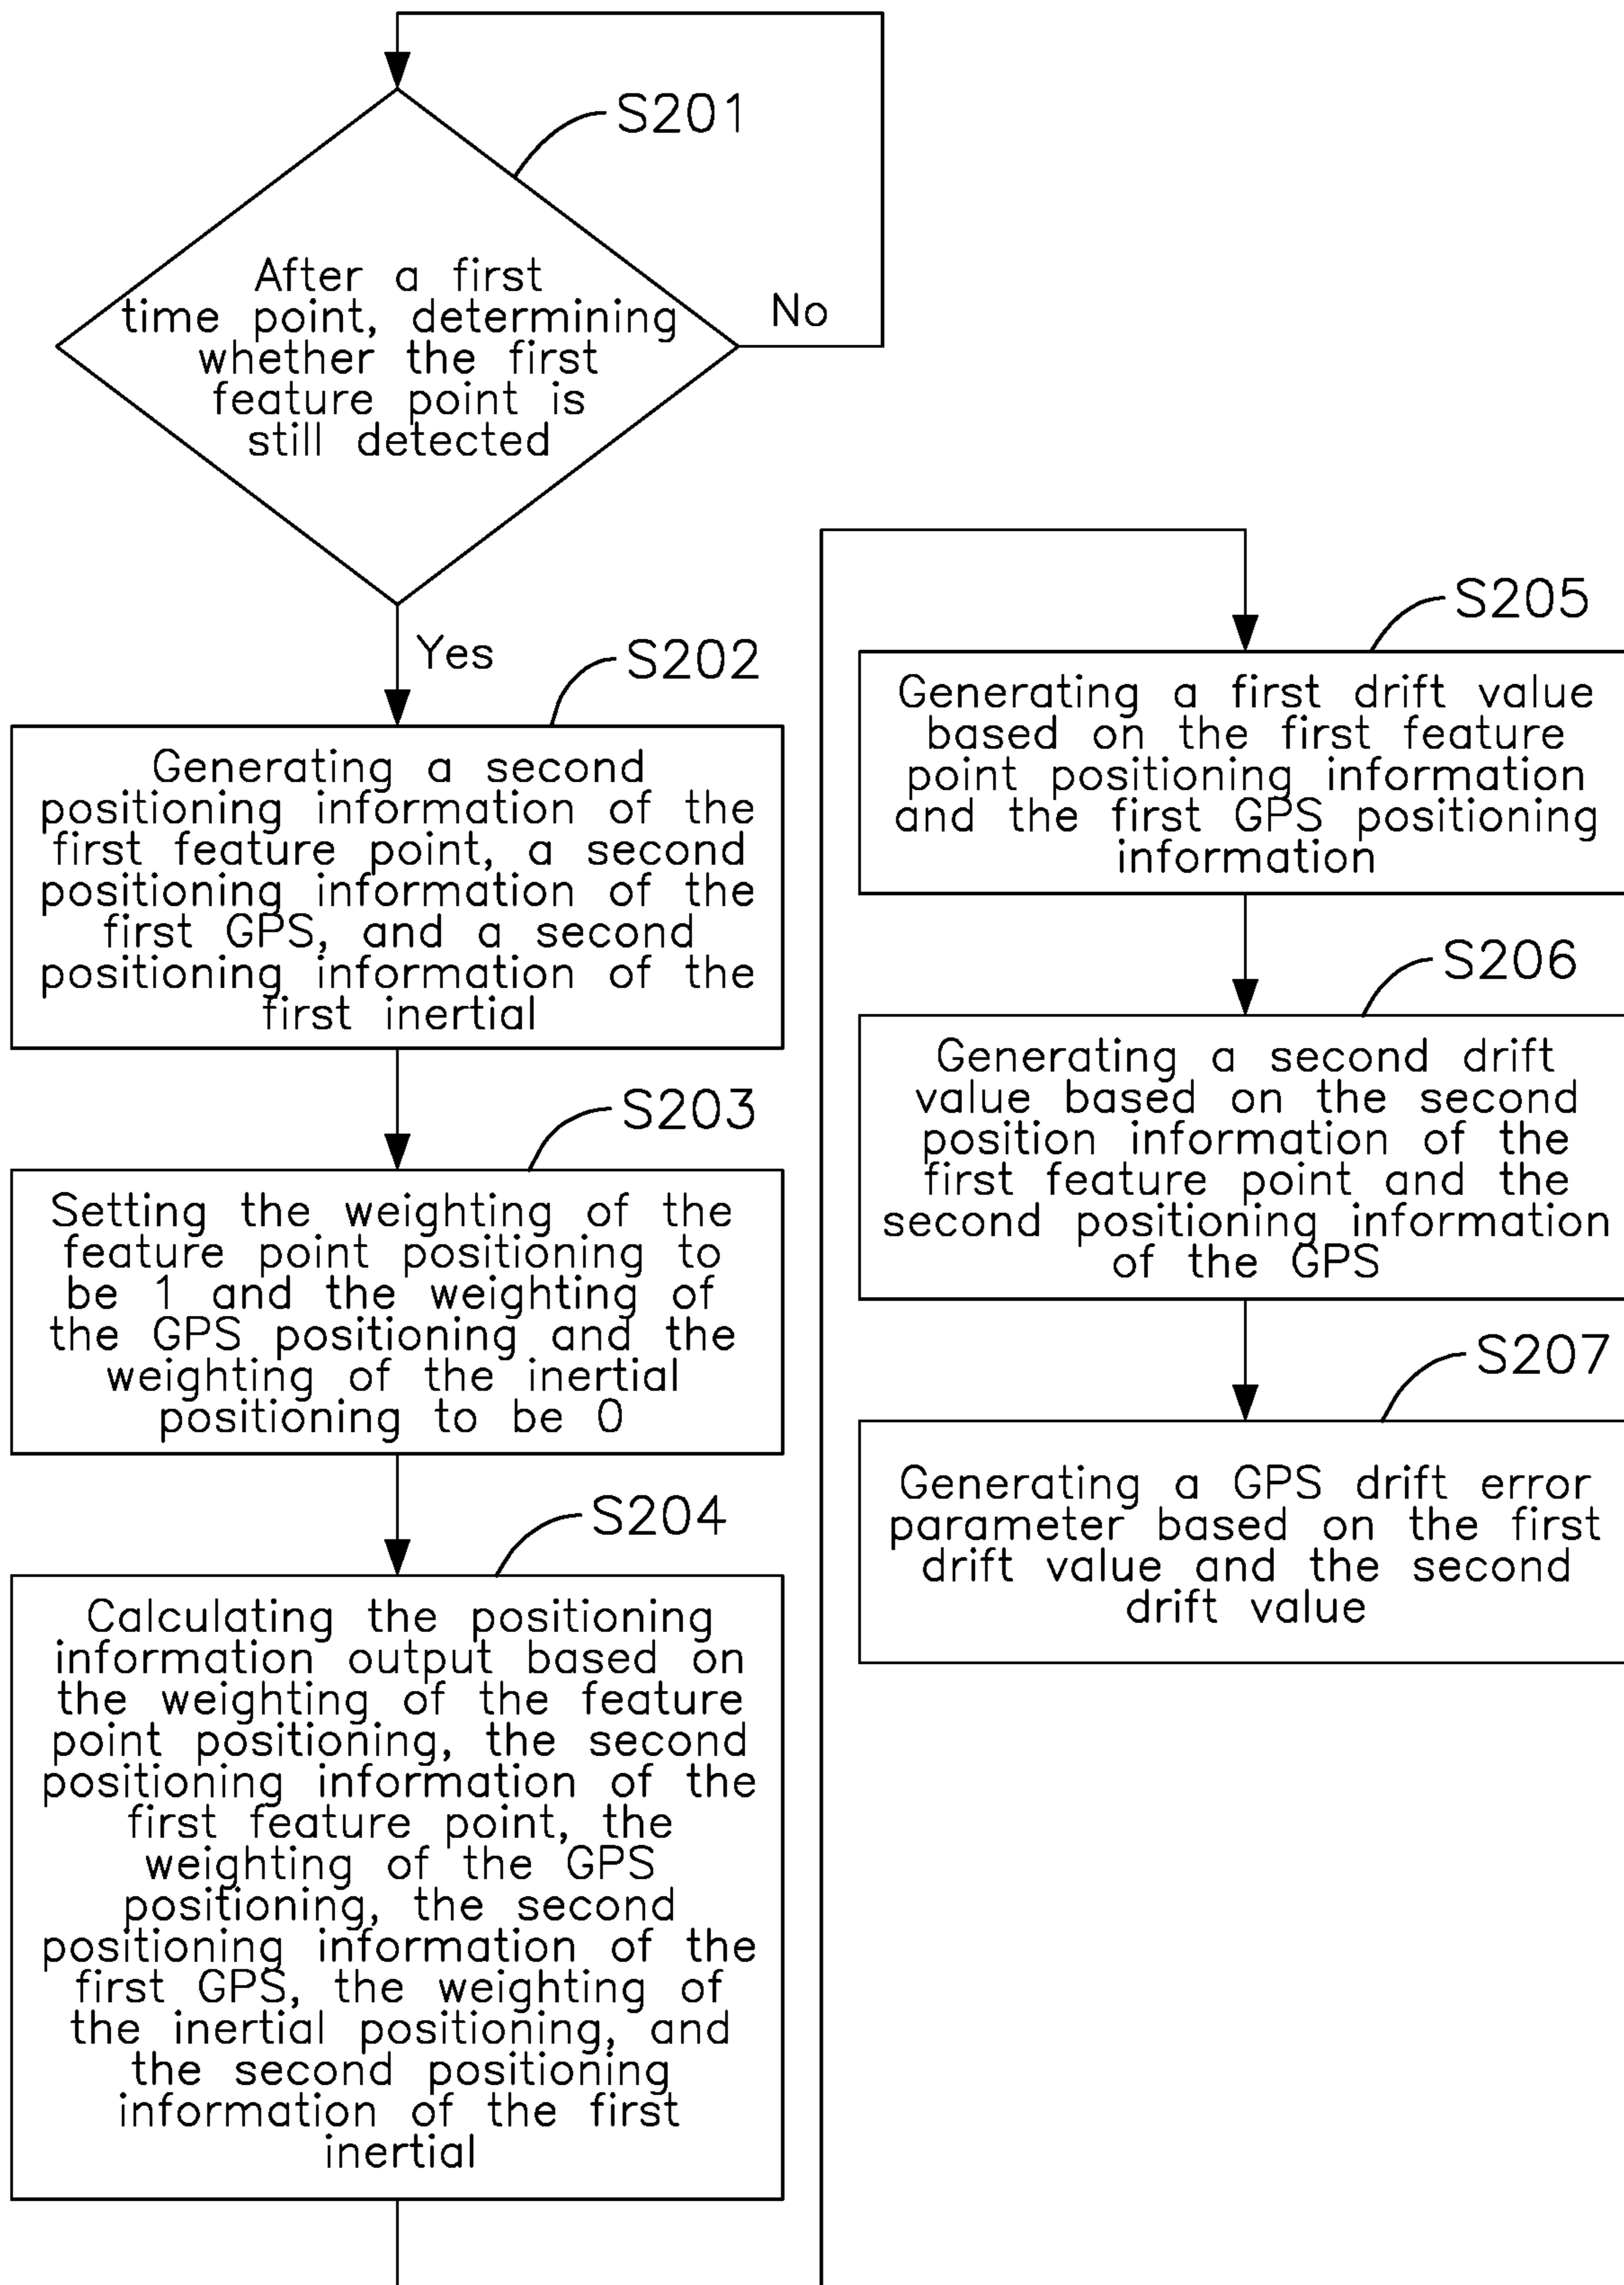 S201
After a first
time point, determining
whether the first
feature point is
still detected
No
Yes
S202
Generating a second
positioning information of the
first feature point, a second
positioning information of the
first GPS, and a second
positioning information of the
first inertial
S203
Setting the weighting of the
feature point positioning to
be 1 and the weighting of
the GPS positioning and the
weighting of the inertial
positioning to be 0
S204
Calculating the positioning
information output based on
the weighting of the feature
point positioning, the second
positioning information of the
first feature point, the
weighting of the GPS
positioning, the second
positioning information of the
first GPS, the weighting of
the inertial positioning, and
the second positioning
information of the first
inertial
S205
Generating a first drift value
based on the first feature
point positioning information
and the first GPS positioning
information
S206
Generating a second drift
value based on the second
position information of the
first feature point and the
second positioning information
of the GPS
S207
Generating a GPS drift error
parameter based on the first
drift value and the second
drift value